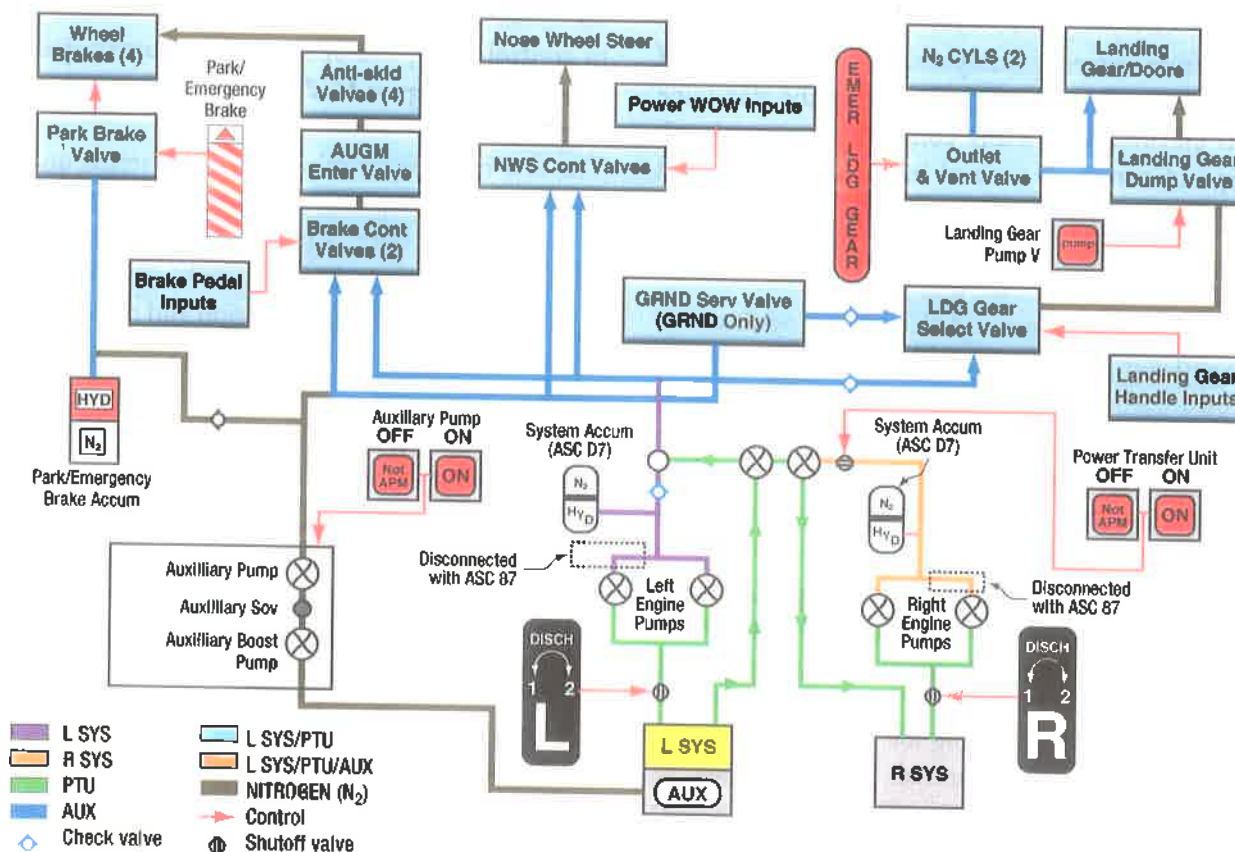 Wheel
Brakes (4)
Park/
Emergency
Brake
Anti-skid
Valves (4)
Nose Wheel Steer
EMER LDG GEAR
N₂ CYLS (2)
Landing
Gear/Doors
Power WOW Inputs
Park Brake
Valve
AUGM
Enter Valve
NWS Cont Valves
Outlet
& Vent Valve
Landing Gear
Dump Valve
Brake Cont
Valves (2)
Landing Gear
Pump V
pump
Brake Pedal
Inputs
GRND Serv Valve
(GRND Only)
LDG Gear
Select Valve
Landing Gear
Handle Inputs
HYD
N₂
Park/Emergency
Brake Accum
Auxillary Pump
OFF ON
Not
APM
ON
System Accum
(ASC D7)
N₂
HYD
System Accum
(ASC D7)
N₂
HYD
Power Transfer Unit
OFF ON
Not
APM
ON
Disconnected
with ASC 87
Disconnected
with ASC 87
Auxilliary Pump
Auxilliary Sov
Auxilliary Boost
Pump
Left
Engine
Pumps
Right
Engine
Pumps
DISCH
1 2
L
DISCH
1 2
R
L SYS
AUX
R SYS
L SYS
R SYS
PTU
AUX
Check valve
L SYS/PTU
L SYS/PTU/AUX
NITROGEN (N₂)
Control
Shutoff valve